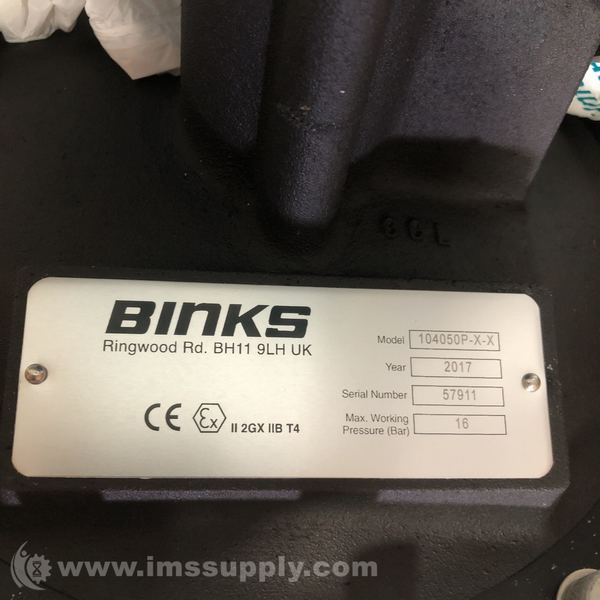 BINKS
Ringwood Rd. BH11 9LH UK
Model 104050P-X-X
Year 2017
Serial Number 57911
Max. Working Pressure (Bar) 16
CE Ex II 2GX IIB T4
www.imssupply.com